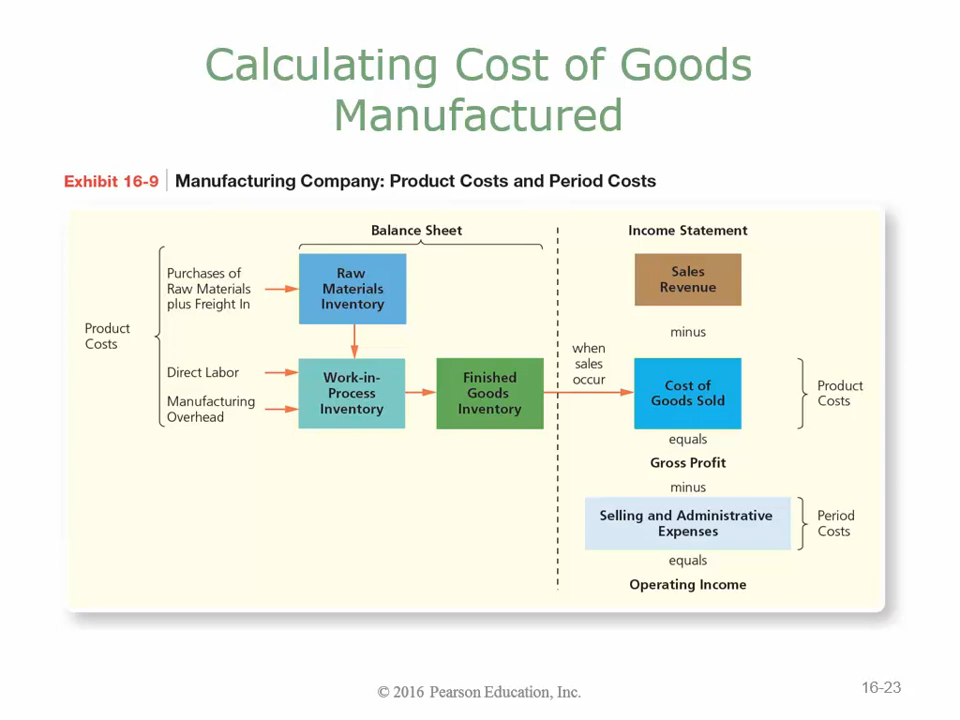 Calculating Cost of Goods
Manufactured
Exhibit 16-9 Manufacturing Company: Product Costs and Period Costs
Balance Sheet
Income Statement
Product
Costs
Purchases of
Raw Materials
plus Freight In
Raw
Materials
Inventory
Direct Labor
Manufacturing
Overhead
Work-in-
Process
Inventory
Finished
Goods
Inventory
when
sales
occur
Sales
Revenue
minus
Cost of
Goods Sold
Product
Costs
equals
Gross Profit
minus
Selling and Administrative
Expenses
Period
Costs
equals
Operating Income
© 2016 Pearson Education, Inc.
16-23